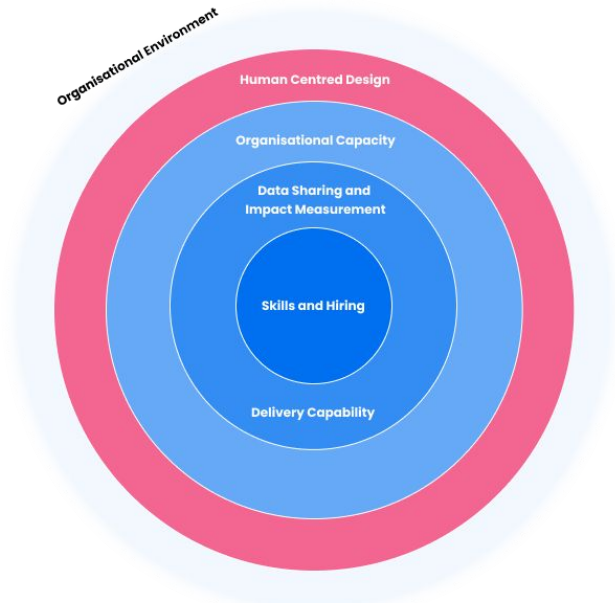 Organisational Environment
Human Centred Design
Organisational Capacity
Data Sharing and
Impact Measurement
Skills and Hiring
Delivery Capability